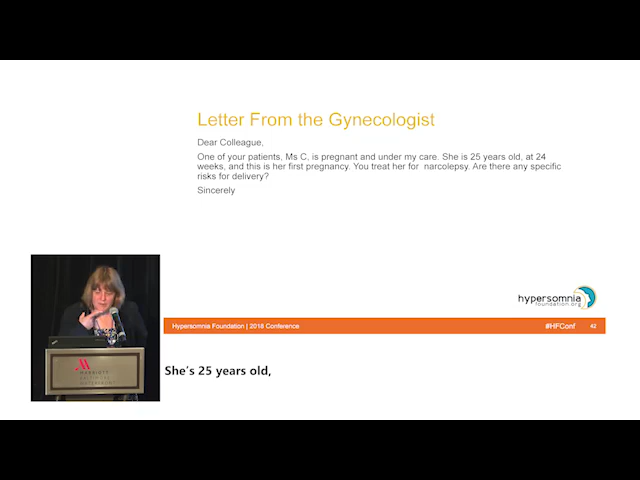 Letter From the Gynecologist
Dear Colleague,
One of your patients, Ms C, is pregnant and under my care. She is 25 years old, at 24
weeks, and this is her first pregnancy. You treat her for narcolepsy. Are there any specific
risks for delivery?
Sincerely
hypersomnia
foundation.org
Hypersomnia Foundation | 2018 Conference
#HFConf
42
MARRIOTT
BALTIMORE
WATERFRONT
She's 25 years old,